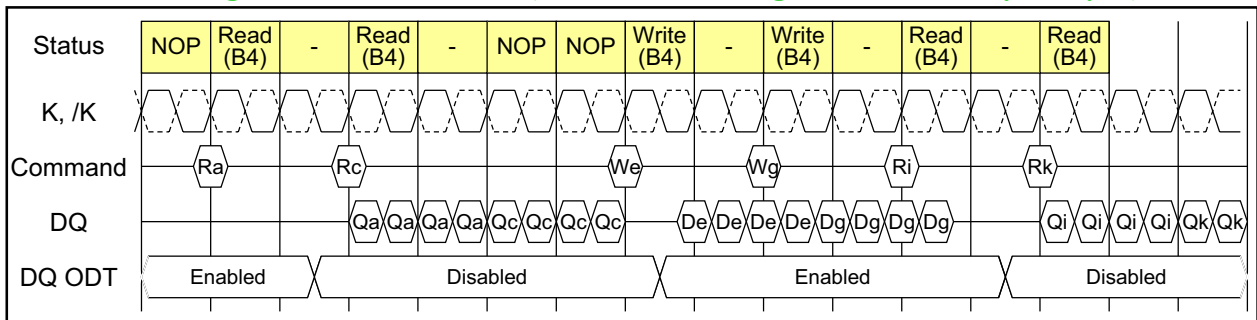 Status NOP Read (B4) - Read (B4) - NOP NOP Write (B4) - Write (B4) - Read (B4) - Read (B4)
K, /K
Command Ra Rc We Wg Ri Rk
DQ Qa Qa Qa Qa Qc Qc Qc Qc De De De De Dg Dg Dg Dg Qi Qi Qi Qi Qk Qk
DQ ODT Enabled Disabled Enabled Disabled